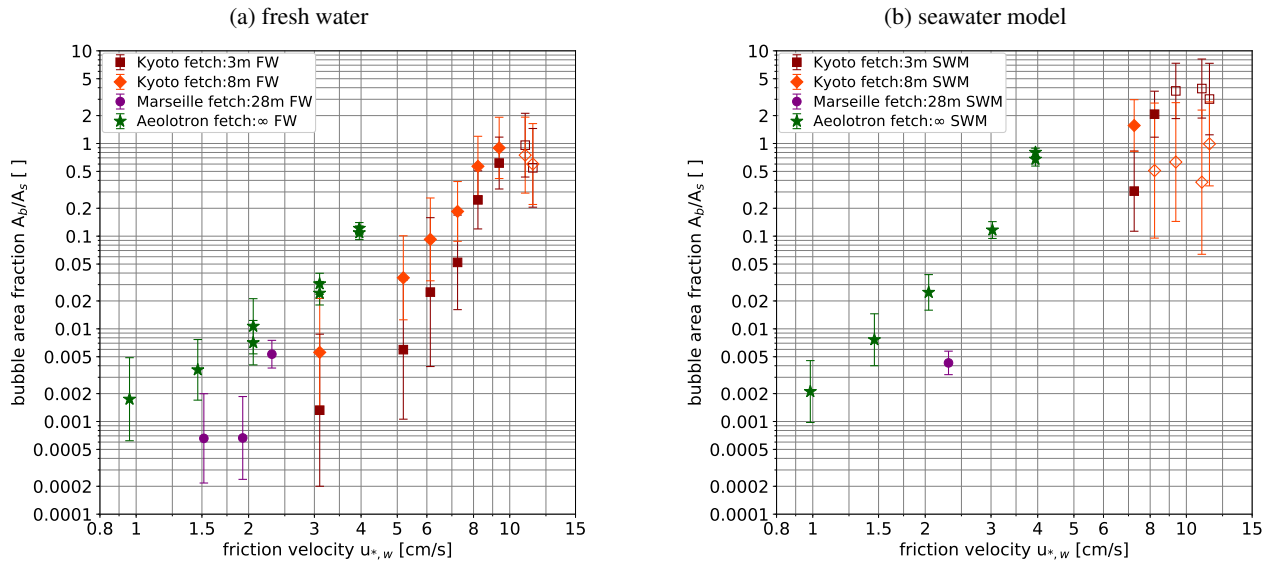 (a) fresh water
10
5
2
1
0.5
0.2
0.1
0.05
0.02
0.01
0.005
0.002
0.001
0.0005
0.0002
0.0001
bubble area fraction A_b/A_s [ ]
Kyoto fetch:3m FW
Kyoto fetch:8m FW
Marseille fetch:28m FW
Aeolotron fetch:∞ FW
0.8 1 1.5 2 3 4 5 6 8 10 15
friction velocity u_{*,w} [cm/s]
(b) seawater model
10
5
2
1
0.5
0.2
0.1
0.05
0.02
0.01
0.005
0.002
0.001
0.0005
0.0002
0.0001
bubble area fraction A_b/A_s [ ]
Kyoto fetch:3m SWM
Kyoto fetch:8m SWM
Marseille fetch:28m SWM
Aeolotron fetch:∞ SWM
0.8 1 1.5 2 3 4 5 6 8 10 15
friction velocity u_{*,w} [cm/s]